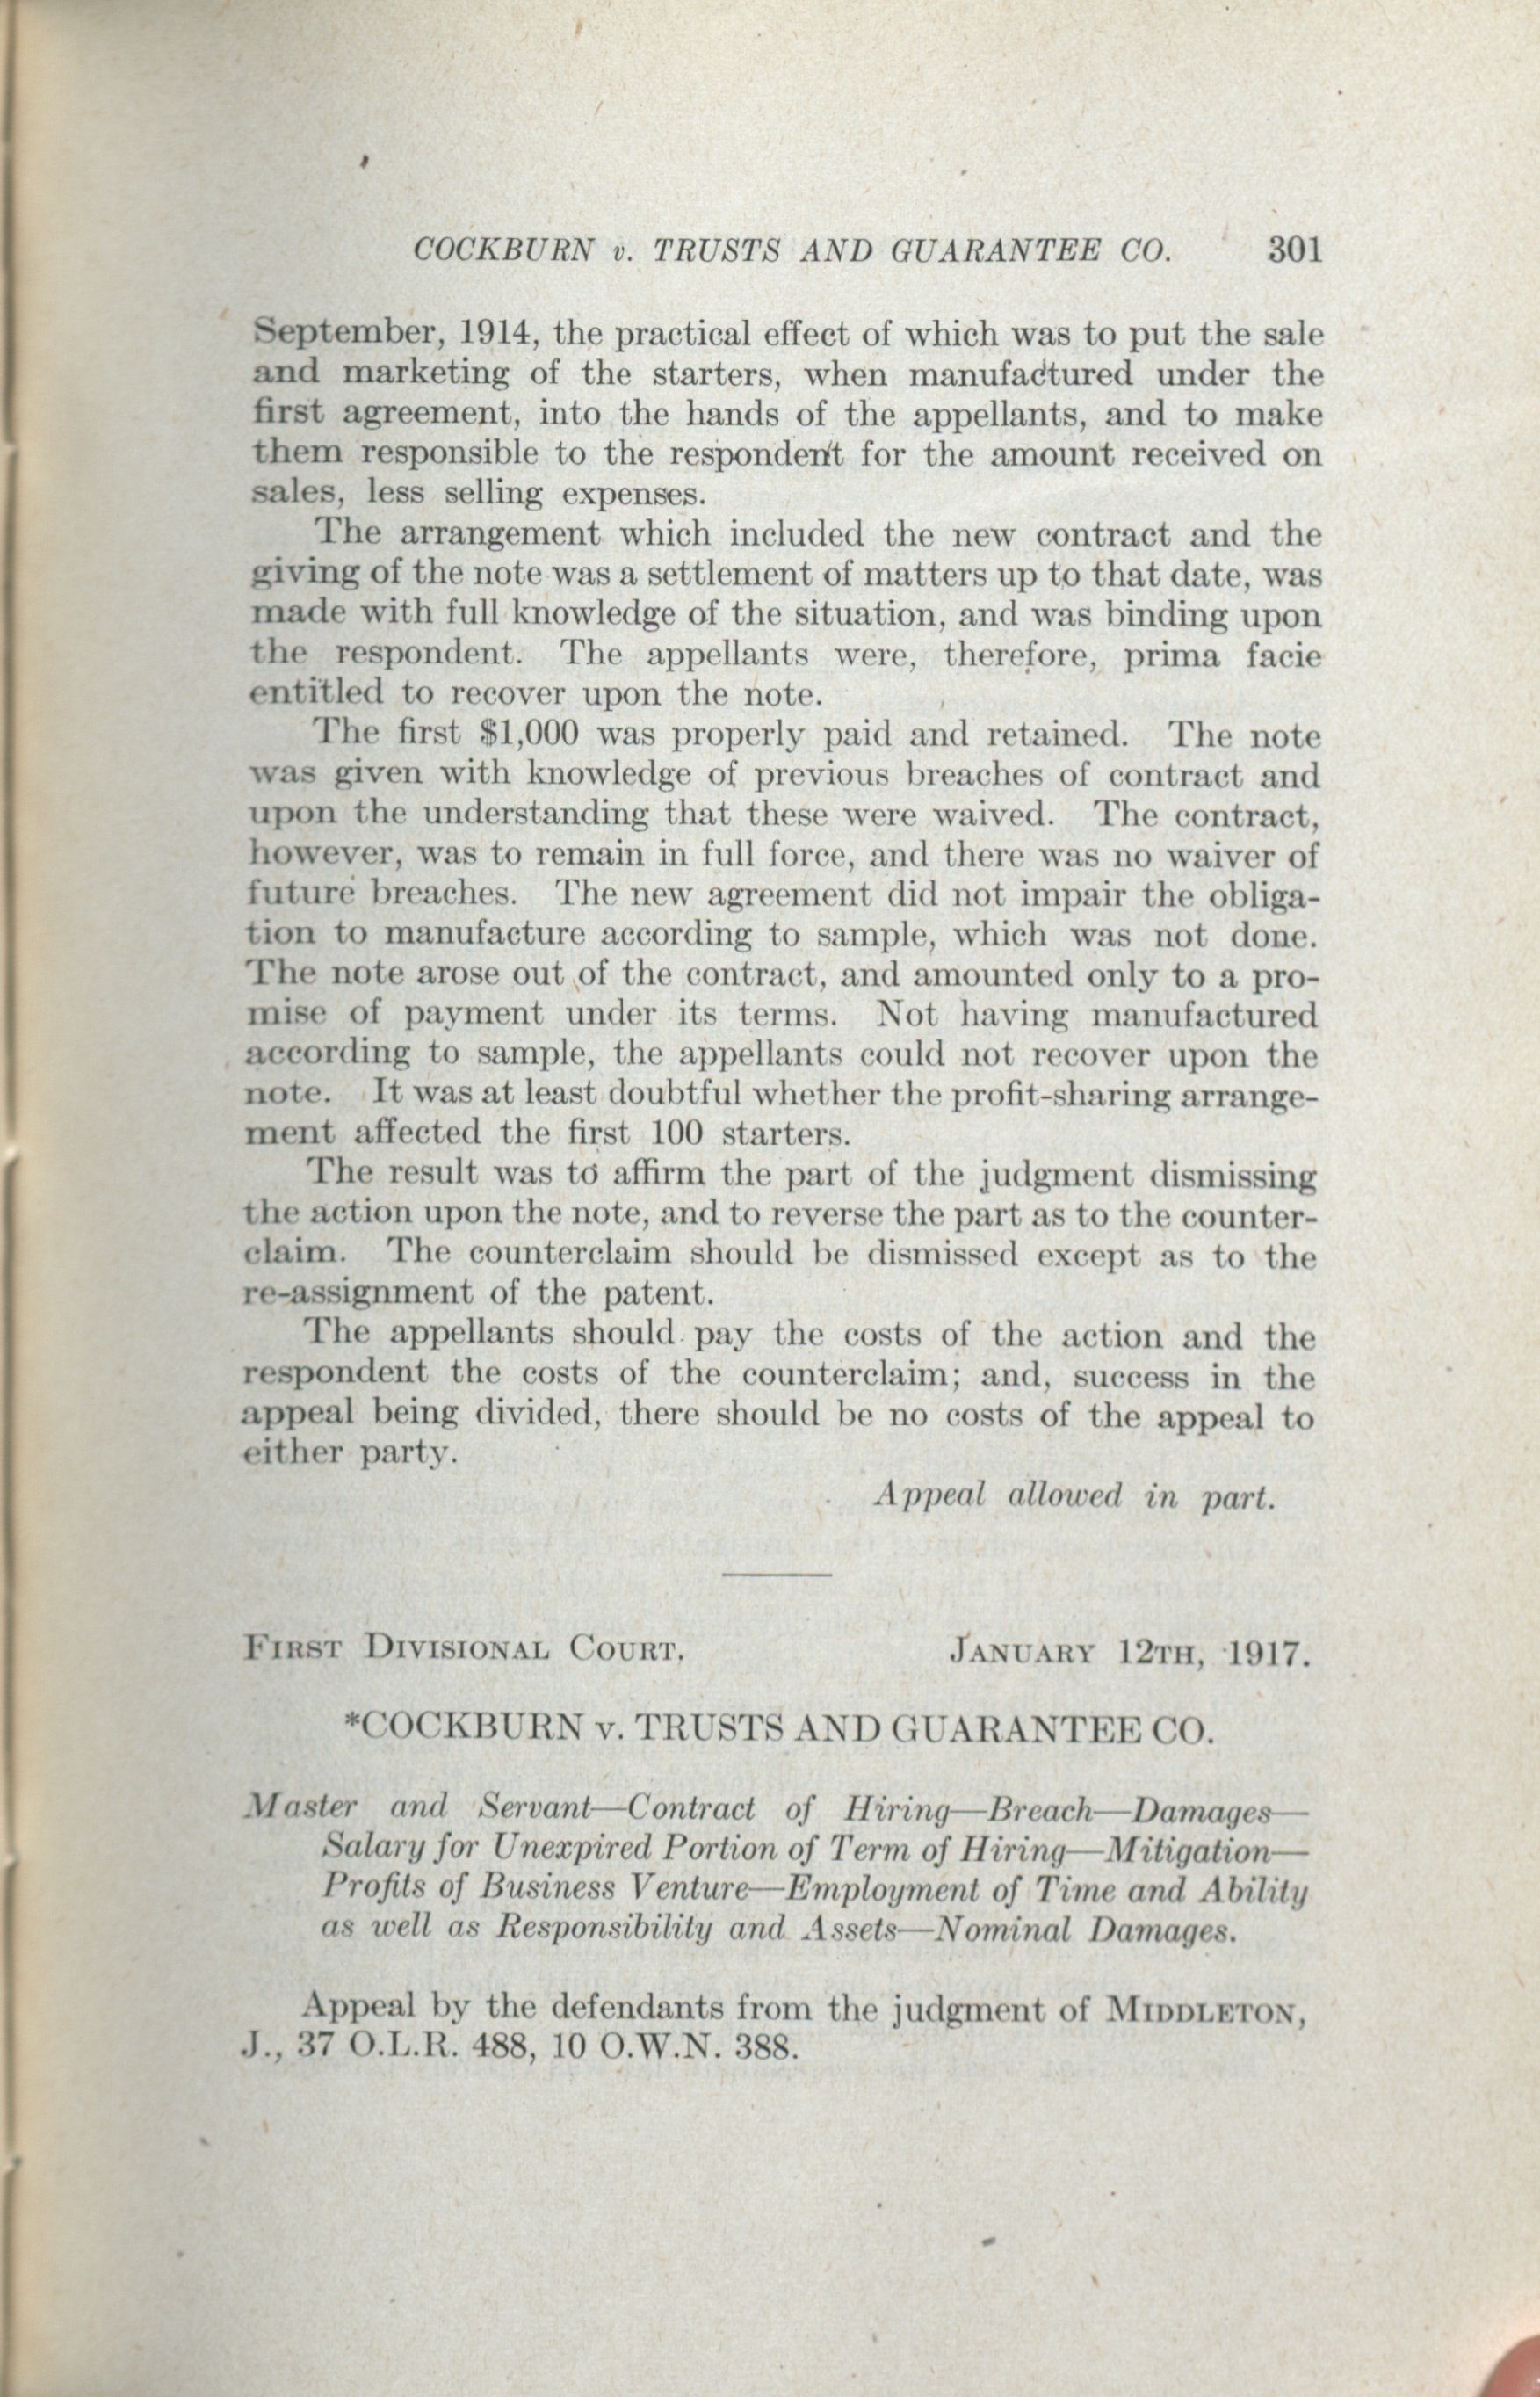 COCKBURN v. TRUSTS AND GUARANTEE CO. 301
September, 1914, the practical effect of which was to put the sale
and marketing of the starters, when manufactured under the
first agreement, into the hands of the appellants, and to make
them responsible to the respondent for the amount received on
sales, less selling expenses.
The arrangement which included the new contract and the
giving of the note was a settlement of matters up to that date, was
made with full knowledge of the situation, and was binding upon
the respondent. The appellants were, therefore, prima facie
entitled to recover upon the note.
The first $1,000 was properly paid and retained. The note
was given with knowledge of previous breaches of contract and
upon the understanding that these were waived. The contract,
however, was to remain in full force, and there was no waiver of
future breaches. The new agreement did not impair the obliga-
tion to manufacture according to sample, which was not done.
The note arose out of the contract, and amounted only to a pro-
mise of payment under its terms. Not having manufactured
according to sample, the appellants could not recover upon the
note. It was at least doubtful whether the profit-sharing arrange-
ment affected the first 100 starters.
The result was to affirm the part of the judgment dismissing
the action upon the note, and to reverse the part as to the counter-
claim. The counterclaim should be dismissed except as to the
re-assignment of the patent.
The appellants should pay the costs of the action and the
respondent the costs of the counterclaim; and, success in the
appeal being divided, there should be no costs of the appeal to
either party.
Appeal allowed in part.
First Divisional Court. January 12th, 1917.
*COCKBURN v. TRUSTS AND GUARANTEE CO.
Master and Servant—Contract of Hiring—Breach—Damages—
Salary for Unexpired Portion of Term of Hiring—Mitigation—
Profits of Business Venture—Employment of Time and Ability
as well as Responsibility and Assets—Nominal Damages.
Appeal by the defendants from the judgment of Middleton,
J., 37 O.L.R. 488, 10 O.W.N. 388.